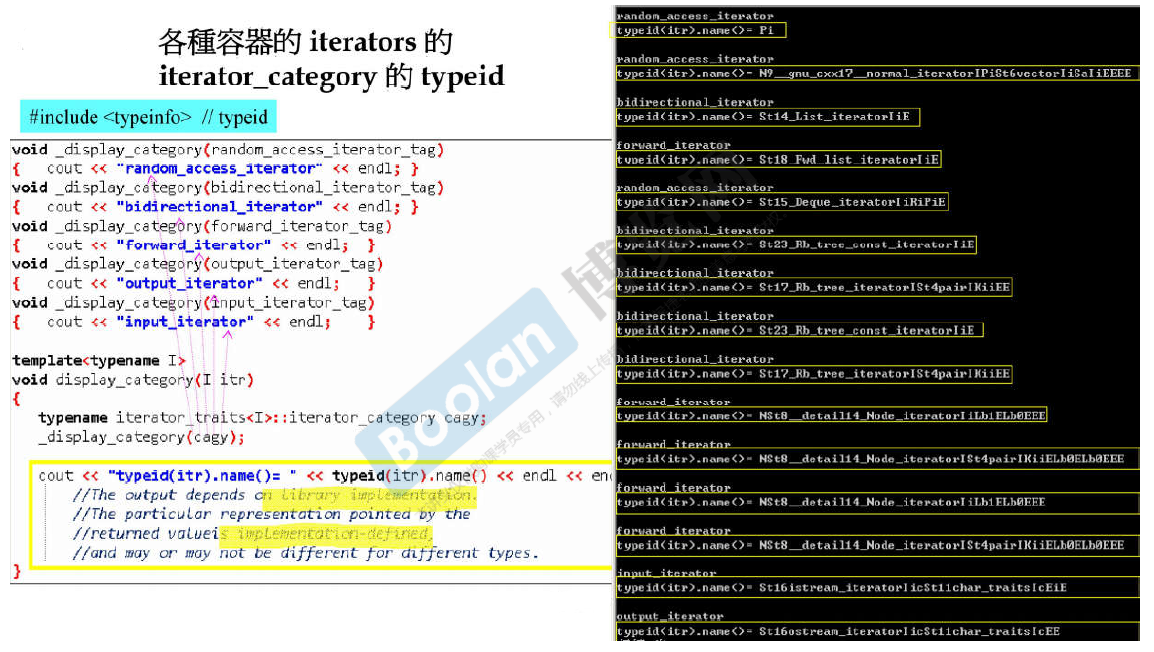 各種容器的 iterators 的
iterator_category 的 typeid
#include <typeinfo> // typeid
void _display_category(random_access_iterator_tag)
{ cout << "random_access_iterator" << endl; }
void _display_category(bidirectional_iterator_tag)
{ cout << "bidirectional_iterator" << endl; }
void _display_category(forward_iterator_tag)
{ cout << "forward_iterator" << endl; }
void _display_category(output_iterator_tag)
{ cout << "output_iterator" << endl; }
void _display_category(input_iterator_tag)
{ cout << "input_iterator" << endl; }
template<typename I>
void display_category(I itr)
{
typename iterator_traits<I>::iterator_category cagy;
_display_category(cagy);
cout << "typeid(itr).name()= " << typeid(itr).name() << endl << en
//The output depends on library implementation.
//The particular representation pointed by the
//returned valueis implementation-defined,
//and may or may not be different for different types.
}
random_access_iterator
typeid(itr).name()= Pi
random_access_iterator
typeid(itr).name()= N9__gnu_cxx17__normal_iteratorIPiSt6vectorIiSaIiEEEE
bidirectional_iterator
typeid(itr).name()= St14_List_iteratorIiE
forward_iterator
typeid(itr).name()= St18_Fwd_list_iteratorIiE
random_access_iterator
typeid(itr).name()= St15_Deque_iteratorIiRiPiE
bidirectional_iterator
typeid(itr).name()= St23_Rb_tree_const_iteratorIiE
bidirectional_iterator
typeid(itr).name()= St17_Rb_tree_iteratorISt4pairIKiiEE
bidirectional_iterator
typeid(itr).name()= St23_Rb_tree_const_iteratorIiE
bidirectional_iterator
typeid(itr).name()= St17_Rb_tree_iteratorISt4pairIKiiEE
forward_iterator
typeid(itr).name()= NSt8__detail14_Node_iteratorIiLb1ELb0EEE
forward_iterator
typeid(itr).name()= NSt8__detail14_Node_iteratorISt4pairIKiiELb0ELb0EEE
forward_iterator
typeid(itr).name()= NSt8__detail14_Node_iteratorIiLb1ELb0EEE
forward_iterator
typeid(itr).name()= NSt8__detail14_Node_iteratorISt4pairIKiiELb0ELb0EEE
input_iterator
typeid(itr).name()= St16istream_iteratorIicSt11char_traitsIcEiE
output_iterator
typeid(itr).name()= St16ostream_iteratorIicSt11char_traitsIcEE
Boolan